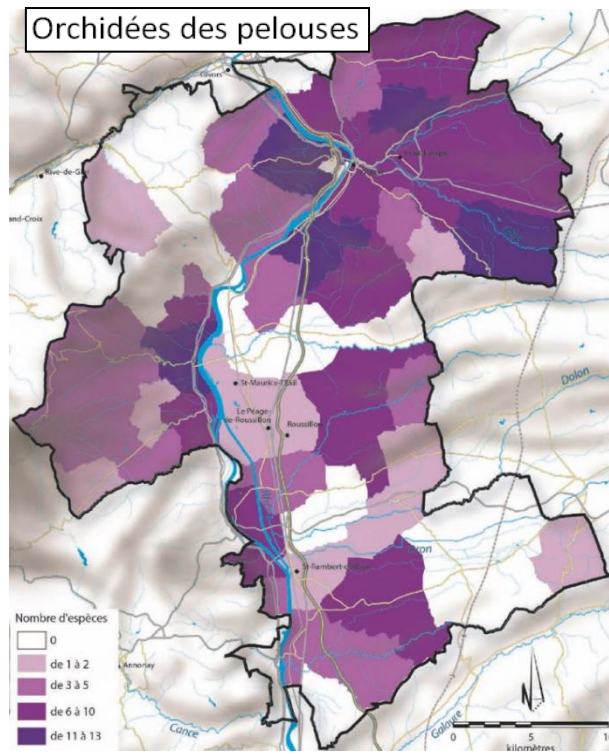 Orchidées des pelouses
Givors
Rive-de-Gier
and-Croix
St-Maurice-l'Exil
Le Péage
de-Roussillon
Roussillon
Dolon
St-Rambert-d'Albon
Annonay
Cance
Galaure
Nombre d'espèces
0
de 1 à 2
de 3 à 5
de 6 à 10
de 11 à 13
N
0
5
10
kilomètres